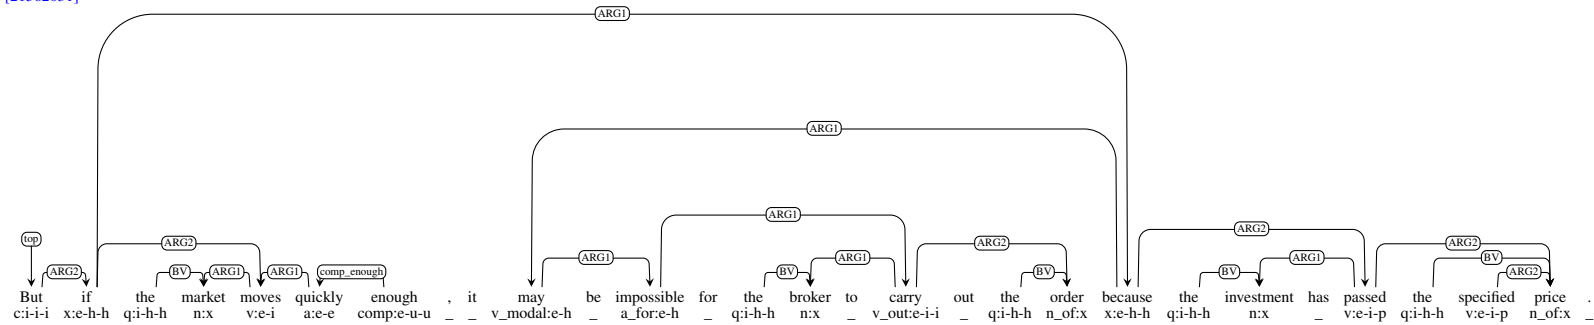 ARG1
ARG1
ARG1
ARG2
top ARG2 ARG2
ARG1 ARG1 ARG1 BV
ARG2 BV ARG1 ARG1 comp_enough BV BV BV ARG2
But if the market moves quickly enough , it may be impossible for the broker to carry out the order because the investment has passed the specified price .
c:i-i-i x:e-h-h q:i-h-h n:x v:e-i a:e-e comp:e-u-u _ _ v_modal:e-h _ a_for:e-h _ q:i-h-h n:x _ v_out:e-i-i _ q:i-h-h n_of:x x:e-h-h q:i-h-h n:x _ v:e-i-p q:i-h-h v:e-i-p n_of:x _